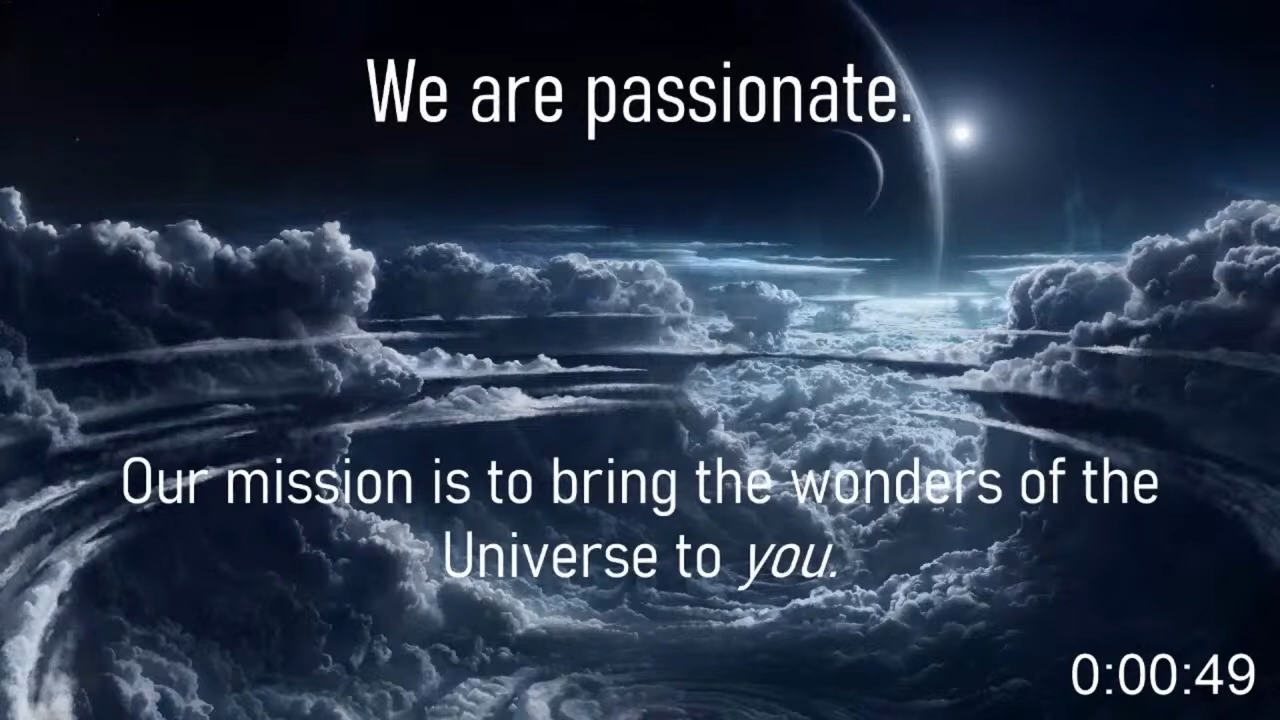 We are passionate.
Our mission is to bring the wonders of the
Universe to you.
0:00:49